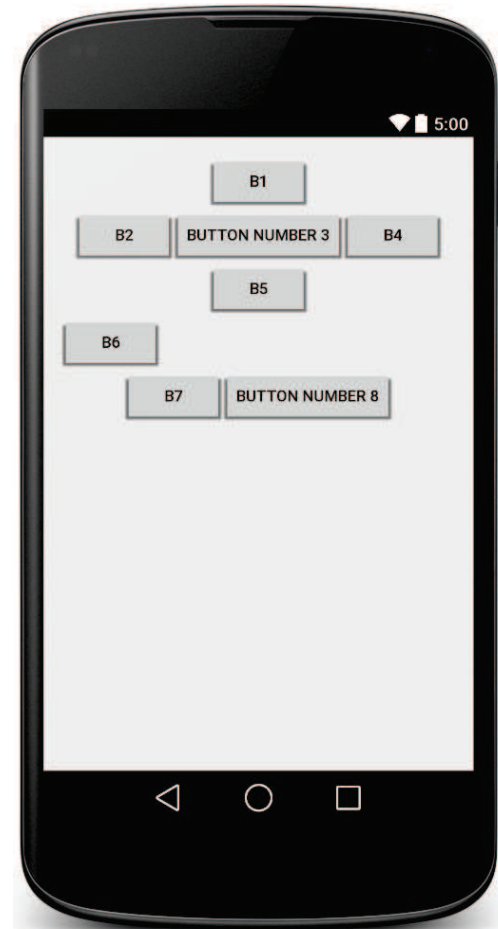 5:00
B1
B2 BUTTON NUMBER 3 B4
B5
B6
B7 BUTTON NUMBER 8